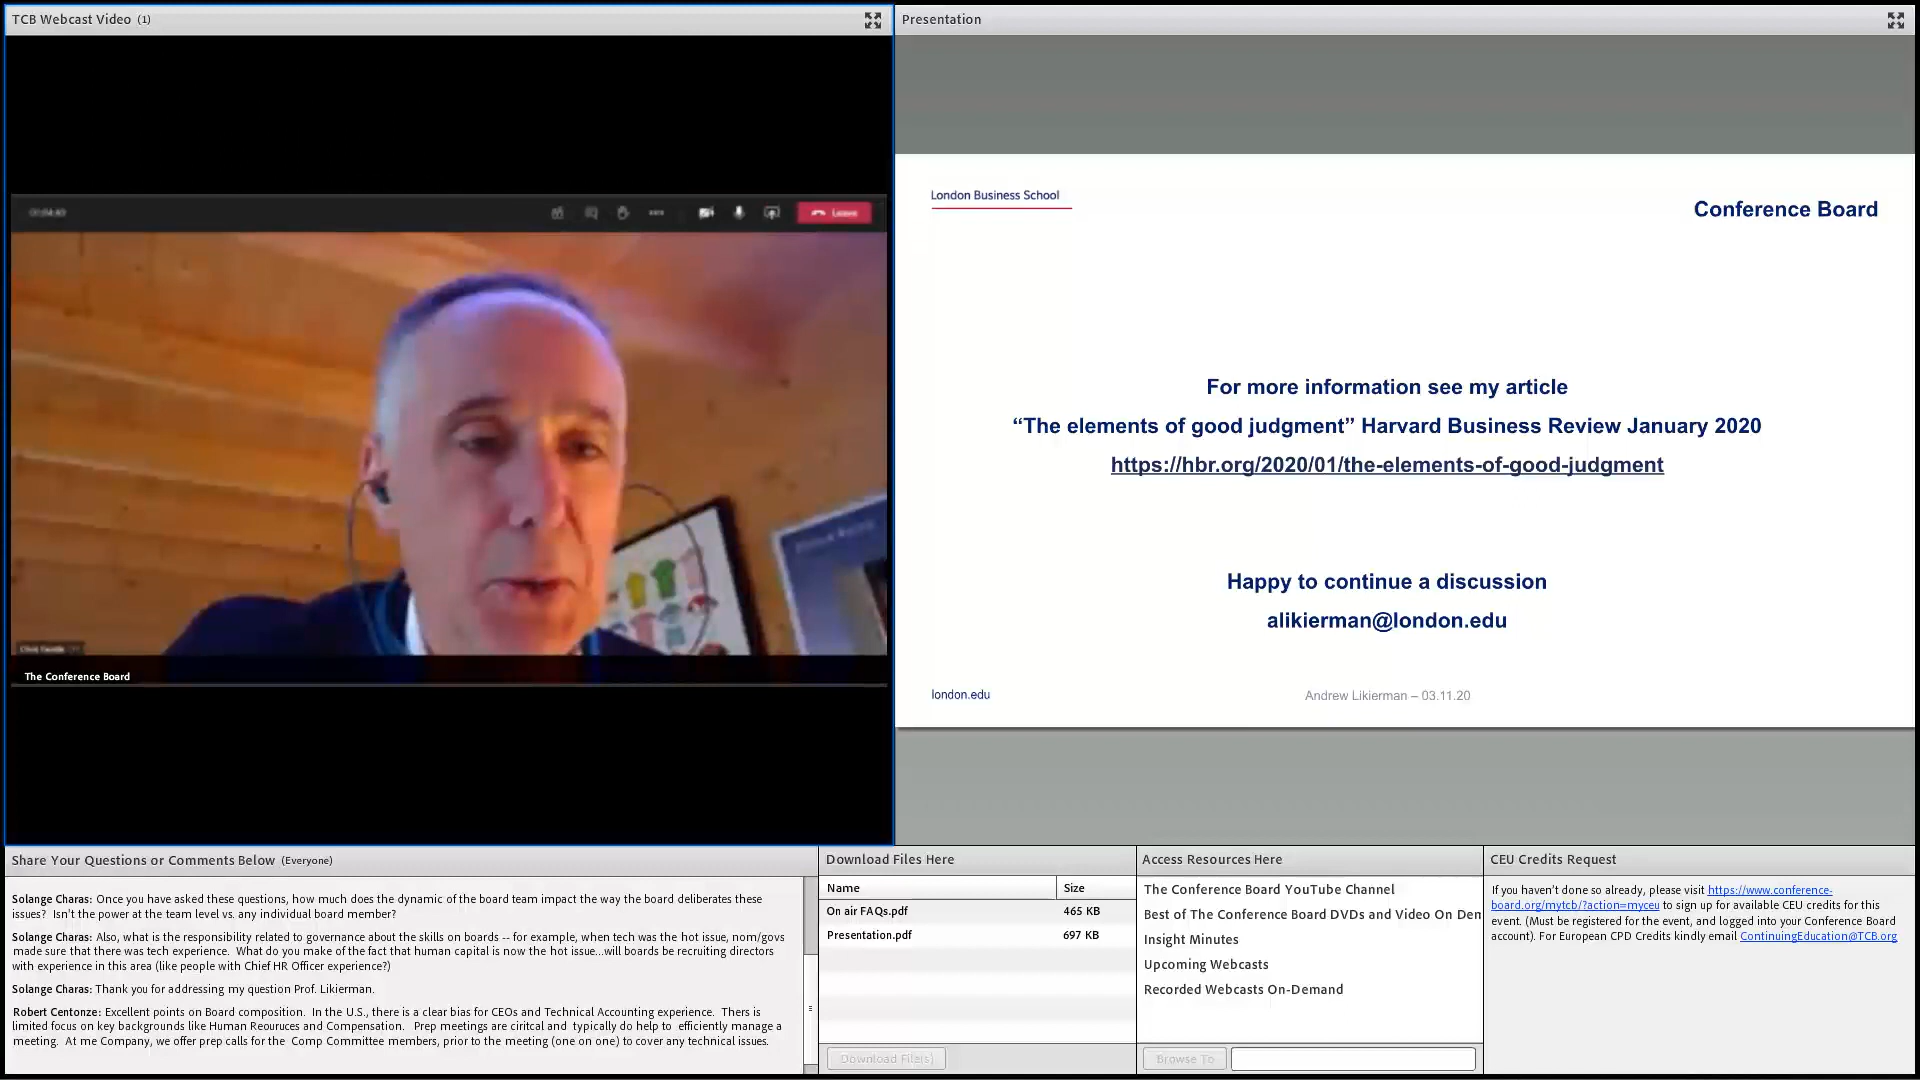 TCB Webcast Video (1)
Presentation
Leave
The Conference Board
London Business School
Conference Board
For more information see my article
“The elements of good judgment” Harvard Business Review January 2020
https://hbr.org/2020/01/the-elements-of-good-judgment
Happy to continue a discussion
alikierman@london.edu
london.edu
Andrew Likierman – 03.11.20
Share Your Questions or Comments Below (Everyone)
Solange Charas: Once you have asked these questions, how much does the dynamic of the board team impact the way the board deliberates these
issues? Isn't the power at the team level vs. any individual board member?
Solange Charas: Also, what is the responsibility related to governance about the skills on boards -- for example, when tech was the hot issue, nom/govs
made sure that there was tech experience. What do you make of the fact that human capital is now the hot issue...will boards be recruiting directors
with experience in this area (like people with Chief HR Officer experience?)
Solange Charas: Thank you for addressing my question Prof. Likierman.
Robert Centonze: Excellent points on Board composition. In the U.S., there is a clear bias for CEOs and Technical Accounting experience. Thers is
limited focus on key backgrounds like Human Reouruces and Compensation. Prep meetings are ciritcal and typically do help to efficiently manage a
meeting. At me Company, we offer prep calls for the Comp Committee members, prior to the meeting (one on one) to cover any technical issues.
Download Files Here
Name Size
On air FAQs.pdf 465 KB
Presentation.pdf 697 KB
Download File(s)
Access Resources Here
The Conference Board YouTube Channel
Best of The Conference Board DVDs and Video On Den
Insight Minutes
Upcoming Webcasts
Recorded Webcasts On-Demand
Browse To
CEU Credits Request
If you haven't done so already, please visit https://www.conference-
board.org/mytcb/?action=myceu to sign up for available CEU credits for this
event. (Must be registered for the event, and logged into your Conference Board
account). For European CPD Credits kindly email ContinuingEducation@TCB.org